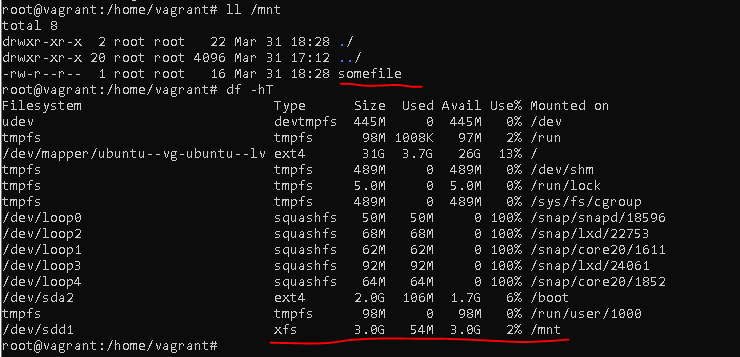 root@vagrant:/home/vagrant# ll /mnt
total 8
drwxr-xr-x  2 root root   22 Mar 31 18:28 ./
drwxr-xr-x 20 root root 4096 Mar 31 17:12 ../
-rw-r--r--  1 root root   16 Mar 31 18:28 somefile
root@vagrant:/home/vagrant# df -hT
Filesystem                        Type      Size  Used Avail Use% Mounted on
udev                              devtmpfs  445M     0  445M   0% /dev
tmpfs                             tmpfs      98M 1008K   97M   2% /run
/dev/mapper/ubuntu--vg-ubuntu--lv ext4       31G  3.7G   26G  13% /
tmpfs                             tmpfs     489M     0  489M   0% /dev/shm
tmpfs                             tmpfs     5.0M     0  5.0M   0% /run/lock
tmpfs                             tmpfs     489M     0  489M   0% /sys/fs/cgroup
/dev/loop0                        squashfs   50M   50M     0 100% /snap/snapd/18596
/dev/loop2                        squashfs   68M   68M     0 100% /snap/lxd/22753
/dev/loop1                        squashfs   62M   62M     0 100% /snap/core20/1611
/dev/loop3                        squashfs   92M   92M     0 100% /snap/lxd/24061
/dev/loop4                        squashfs   64M   64M     0 100% /snap/core20/1852
/dev/sda2                         ext4      2.0G  106M  1.7G   6% /boot
tmpfs                             tmpfs      98M     0   98M   0% /run/user/1000
/dev/sdd1                         xfs       3.0G   54M  3.0G   2% /mnt
root@vagrant:/home/vagrant#